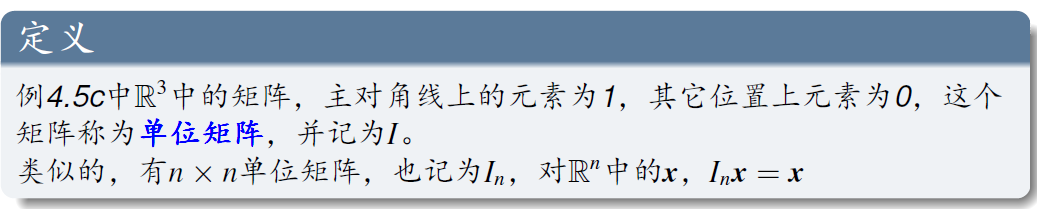 定义
例4.5c中ℝ³中的矩阵，主对角线上的元素为1，其它位置上元素为0，这个
矩阵称为单位矩阵，并记为I。
类似的，有n × n单位矩阵，也记为Iₙ，对ℝⁿ中的x，Iₙx = x